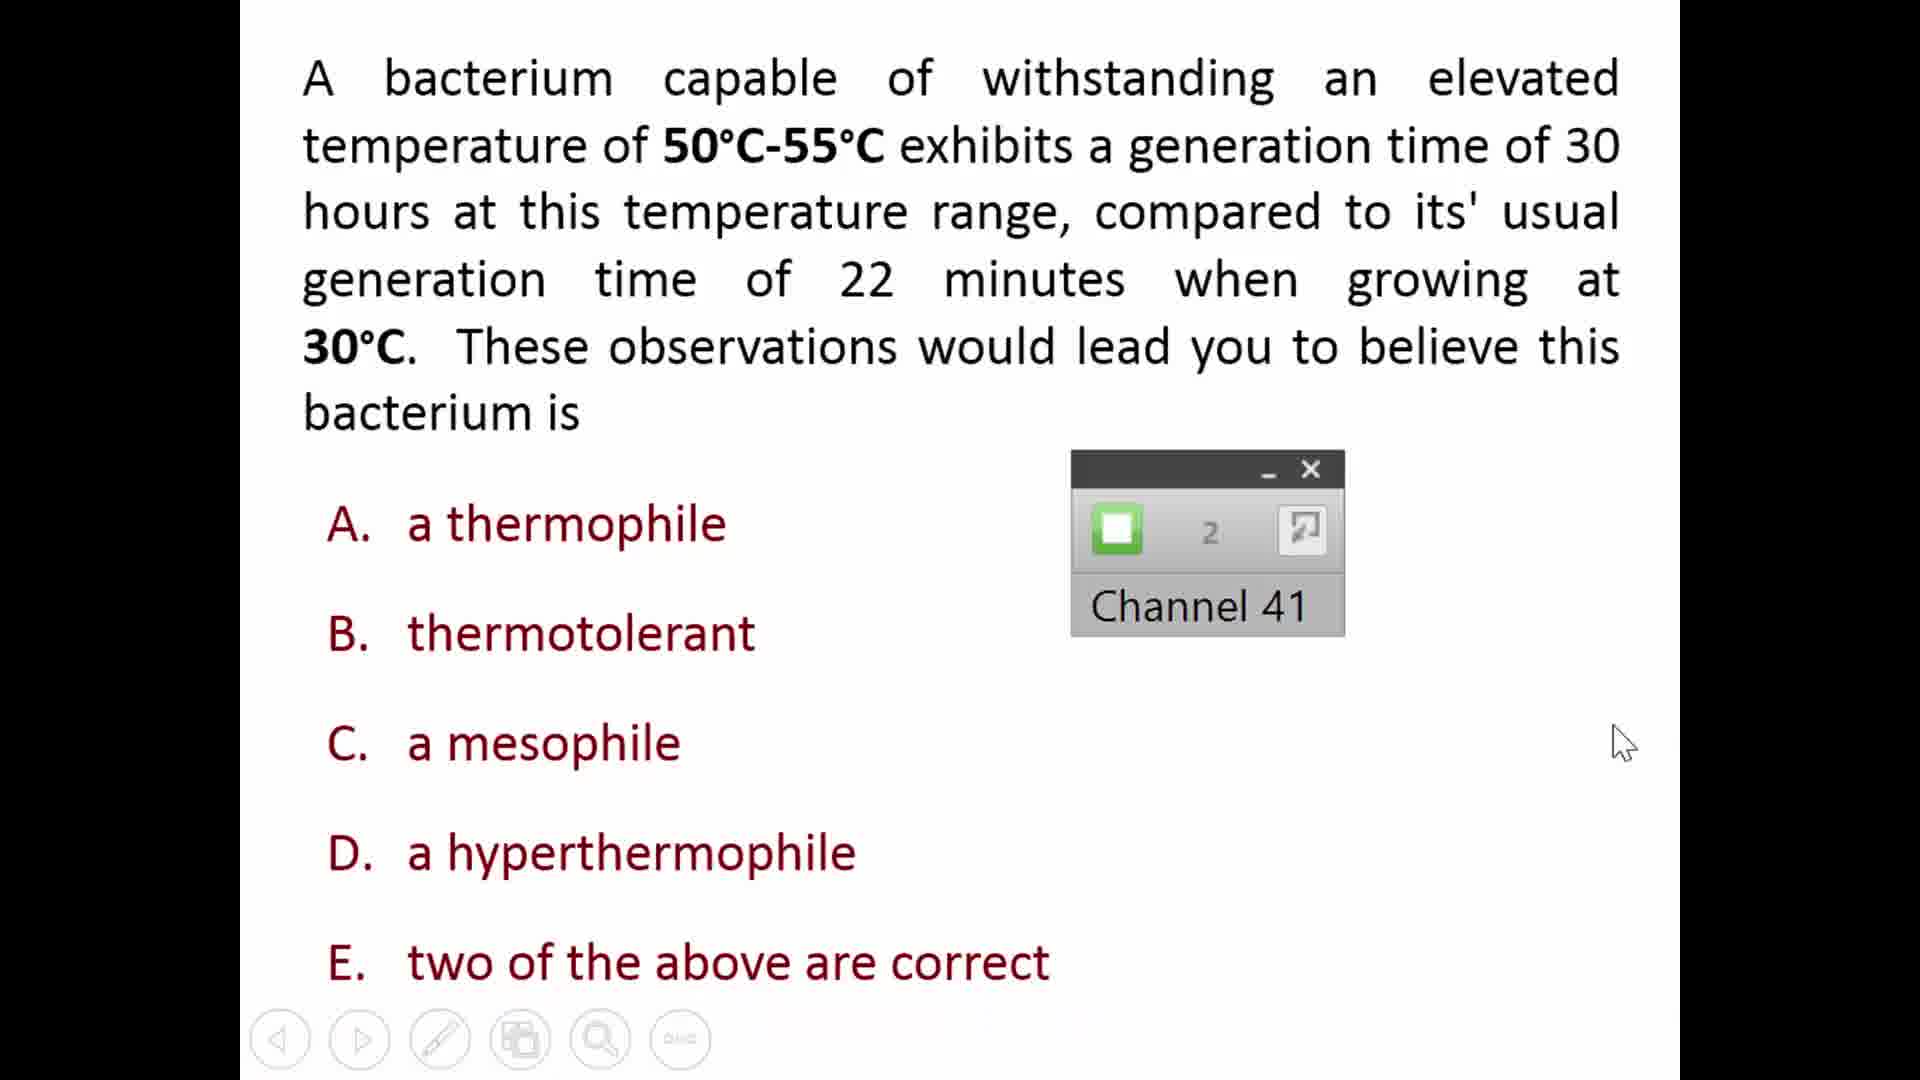 A bacterium capable of withstanding an elevated
temperature of 50°C-55°C exhibits a generation time of 30
hours at this temperature range, compared to its' usual
generation time of 22 minutes when growing at
30°C. These observations would lead you to believe this
bacterium is
A. a thermophile
B. thermotolerant
C. a mesophile
D. a hyperthermophile
E. two of the above are correct
2
Channel 41